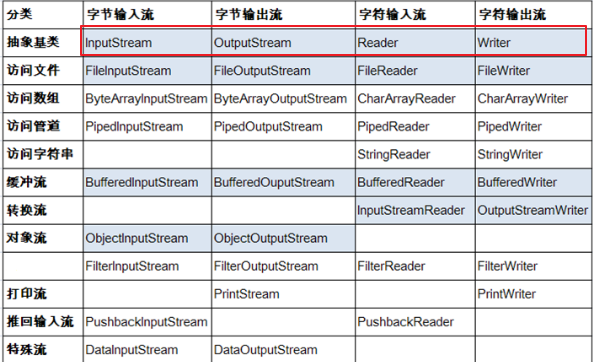 分类 字节输入流 字节输出流 字符输入流 字符输出流
抽象基类 InputStream OutputStream Reader Writer
访问文件 FileInputStream FileOutputStream FileReader FileWriter
访问数组 ByteArrayInputStream ByteArrayOutputStream CharArrayReader CharArrayWriter
访问管道 PipedInputStream PipedOutputStream PipedReader PipedWriter
访问字符串 StringReader StringWriter
缓冲流 BufferedInputStream BufferedOuputStream BufferedReader BufferedWriter
转换流 InputStreamReader OutputStreamWriter
对象流 ObjectInputStream ObjectOutputStream
FilterInputStream FilterOutputStream FilterReader FilterWriter
打印流 PrintStream PrintWriter
推回输入流 PushbackInputStream PushbackReader
特殊流 DataInputStream DataOutputStream